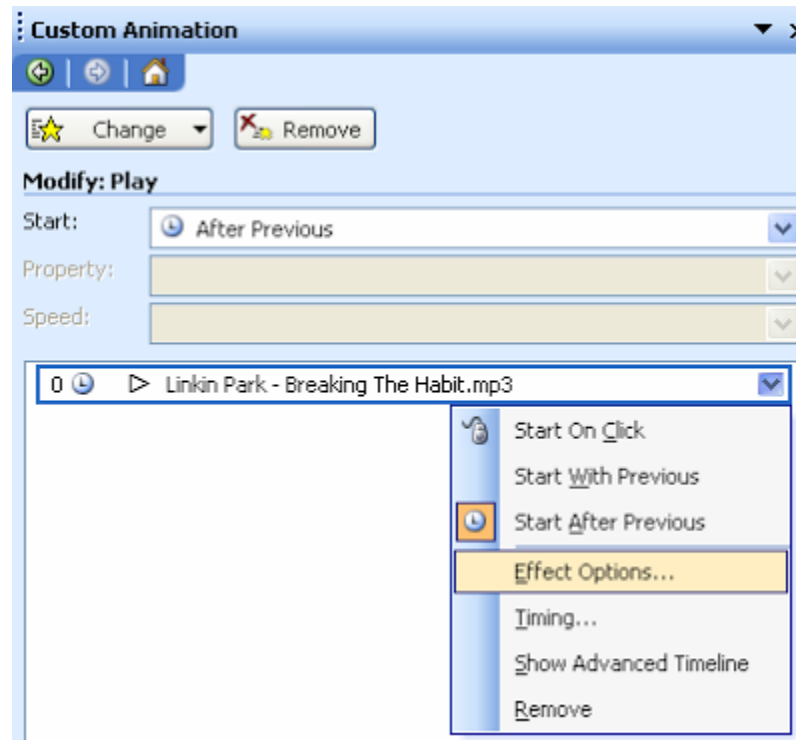 Custom Animation
Change
Remove
Modify: Play
Start:
After Previous
Property:
Speed:
0 Linkin Park - Breaking The Habit.mp3
Start On Click
Start With Previous
Start After Previous
Effect Options...
Timing...
Show Advanced Timeline
Remove